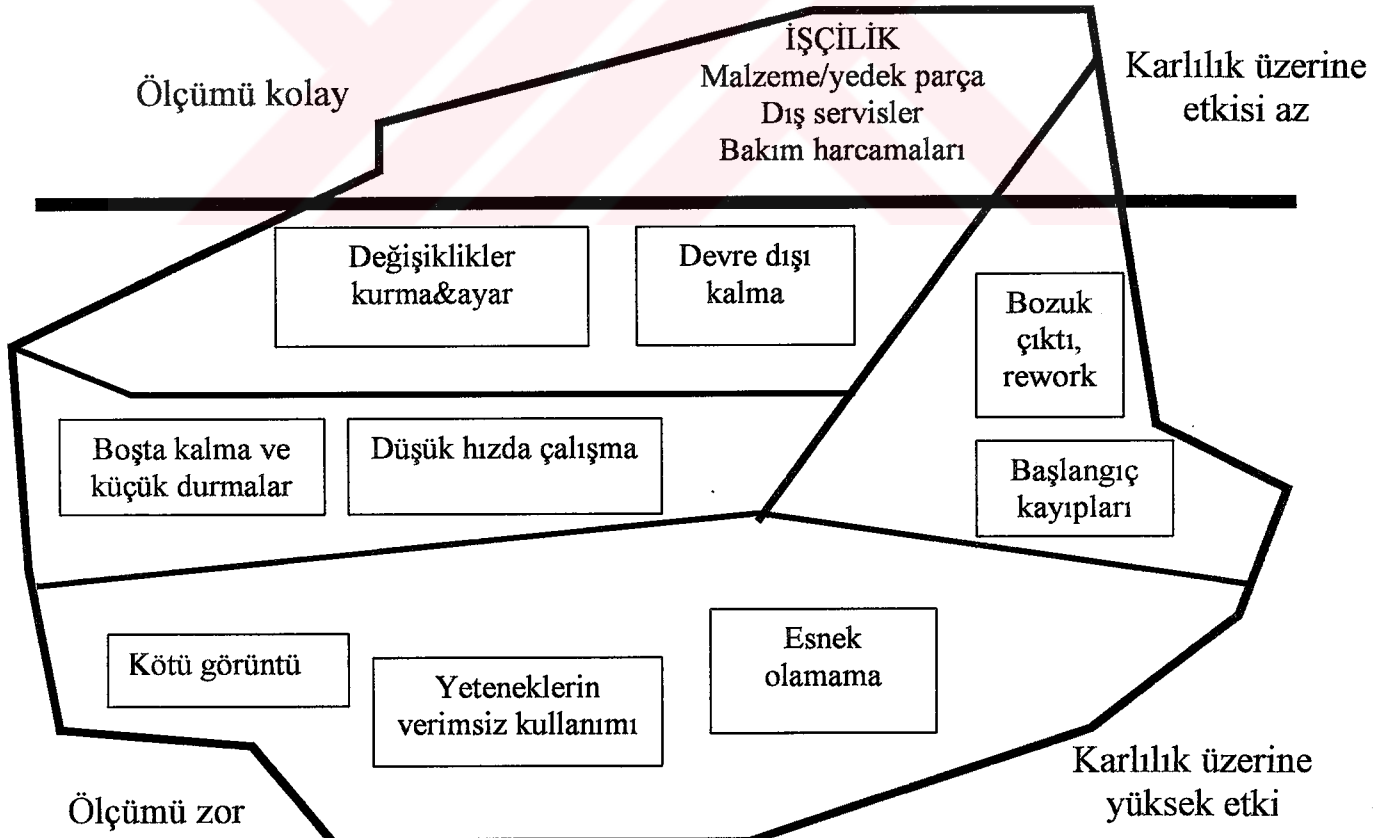 İŞÇİLİK
Malzeme/yedek parça
Dış servisler
Bakım harcamaları
Ölçümü kolay
Karlılık üzerine
etkisi az
Değişiklikler
kurma&ayar
Devre dışı
kalma
Bozuk
çıktı,
rework
Boşta kalma ve
küçük durmalar
Düşük hızda çalışma
Başlangıç
kayıpları
Kötü görüntü
Yeteneklerin
verimsiz kullanımı
Esnek
olamama
Ölçümü zor
Karlılık üzerine
yüksek etki